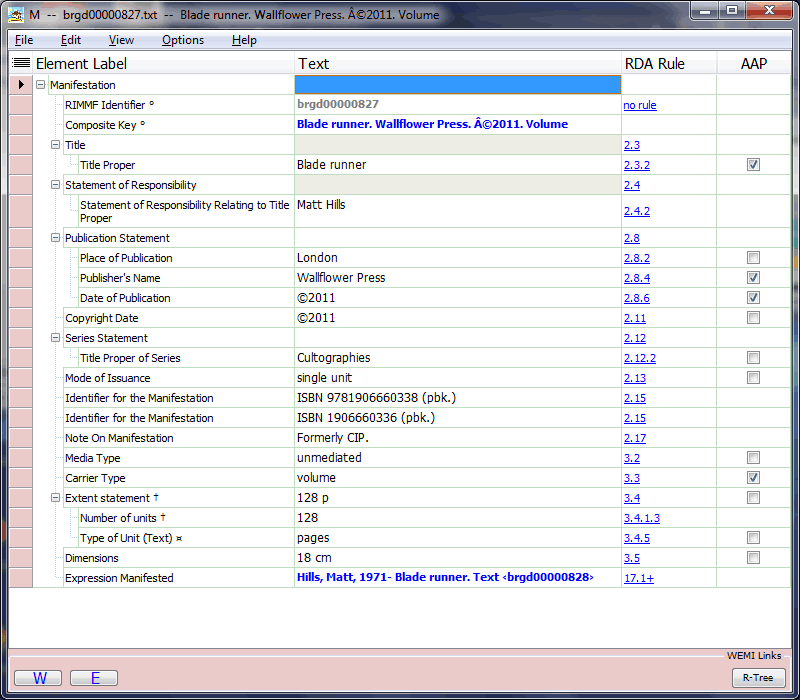 M -- brgd00000827.txt -- Blade runner. Wallflower Press. Â©2011. Volume
File Edit View Options Help
Element Label Text RDA Rule AAP
Manifestation
RIMMF Identifier º brgd00000827 no rule
Composite Key º Blade runner. Wallflower Press. Â©2011. Volume
Title 2.3
Title Proper Blade runner 2.3.2
Statement of Responsibility 2.4
Statement of Responsibility Relating to Title Matt Hills 2.4.2
Proper
Publication Statement 2.8
Place of Publication London 2.8.2
Publisher's Name Wallflower Press 2.8.4
Date of Publication ©2011 2.8.6
Copyright Date ©2011 2.11
Series Statement 2.12
Title Proper of Series Cultographies 2.12.2
Mode of Issuance single unit 2.13
Identifier for the Manifestation ISBN 9781906660338 (pbk.) 2.15
Identifier for the Manifestation ISBN 1906660336 (pbk.) 2.15
Note On Manifestation Formerly CIP. 2.17
Media Type unmediated 3.2
Carrier Type volume 3.3
Extent statement † 128 p 3.4
Number of units † 128 3.4.1.3
Type of Unit (Text) ¤ pages 3.4.5
Dimensions 18 cm 3.5
Expression Manifested Hills, Matt, 1971- Blade runner. Text <brgd00000828> 17.1+
WEMI Links
W E R-Tree